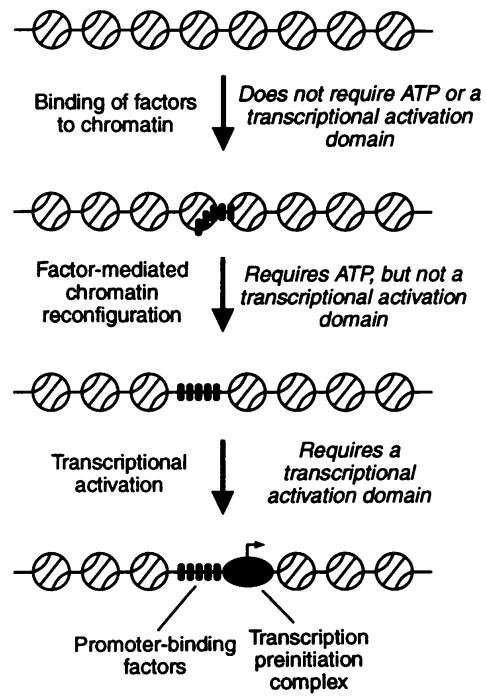 Binding of factors
to chromatin
Does not require ATP or a
transcriptional activation
domain
Factor-mediated
chromatin
reconfiguration
Requires ATP, but not a
transcriptional activation
domain
Transcriptional
activation
Requires a
transcriptional
activation domain
Promoter-binding
factors
Transcription
preinitiation
complex